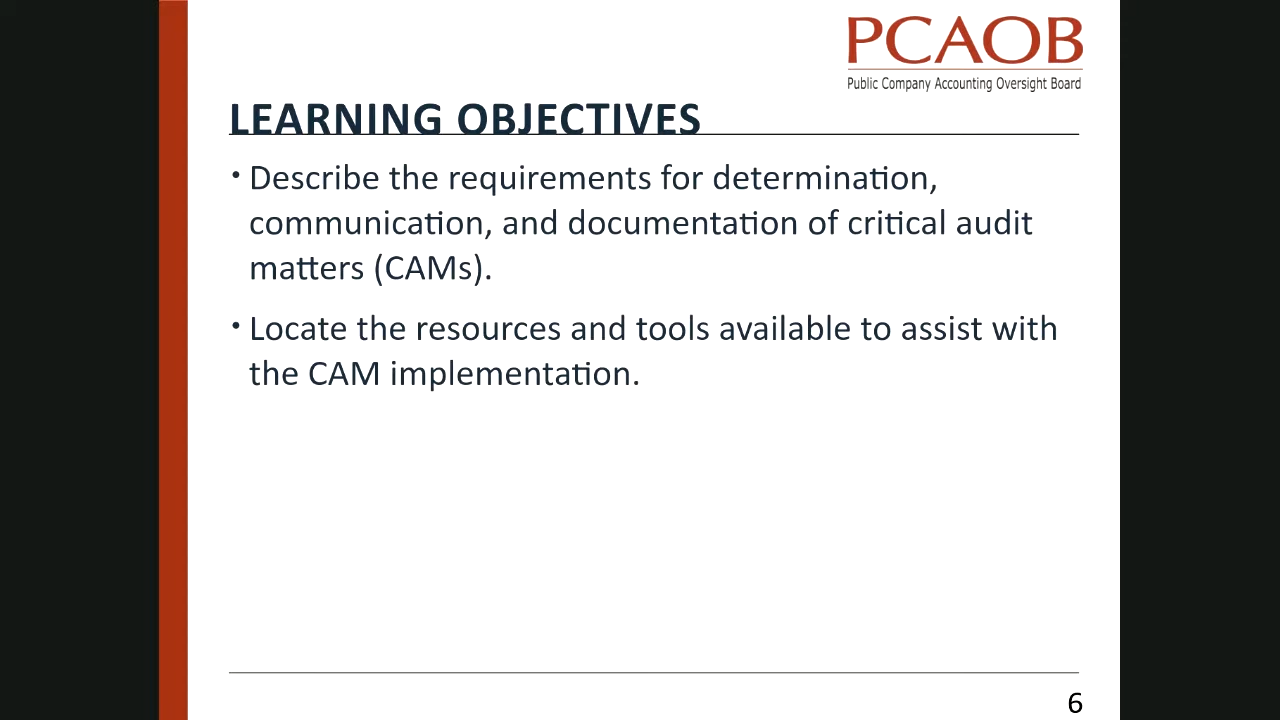 PCAOB
Public Company Accounting Oversight Board
LEARNING OBJECTIVES
• Describe the requirements for determination,
communication, and documentation of critical audit
matters (CAMs).
• Locate the resources and tools available to assist with
the CAM implementation.
6